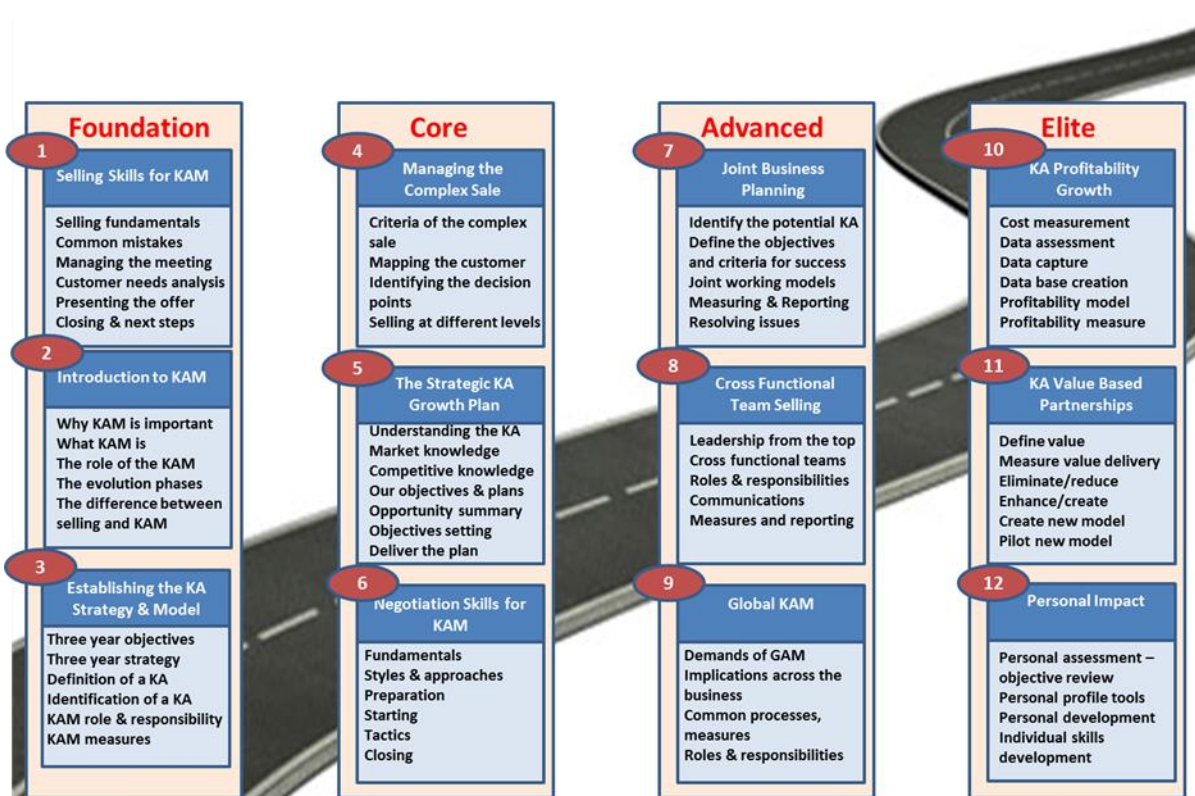 Foundation
1
Selling Skills for KAM
Selling fundamentals
Common mistakes
Managing the meeting
Customer needs analysis
Presenting the offer
Closing & next steps
2
Introduction to KAM
Why KAM is important
What KAM is
The role of the KAM
The evolution phases
The difference between
selling and KAM
3
Establishing the KA
Strategy & Model
Three year objectives
Three year strategy
Definition of a KA
Identification of a KA
KAM role & responsibility
KAM measures
Core
4
Managing the
Complex Sale
Criteria of the complex
sale
Mapping the customer
Identifying the decision
points
Selling at different levels
5
The Strategic KA
Growth Plan
Understanding the KA
Market knowledge
Competitive knowledge
Our objectives & plans
Opportunity summary
Objectives setting
Deliver the plan
6
Negotiation Skills for
KAM
Fundamentals
Styles & approaches
Preparation
Starting
Tactics
Closing
Advanced
7
Joint Business
Planning
Identify the potential KA
Define the objectives
and criteria for success
Joint working models
Measuring & Reporting
Resolving issues
8
Cross Functional
Team Selling
Leadership from the top
Cross functional teams
Roles & responsibilities
Communications
Measures and reporting
9
Global KAM
Demands of GAM
Implications across the
business
Common processes,
measures
Roles & responsibilities
Elite
10
KA Profitability
Growth
Cost measurement
Data assessment
Data capture
Data base creation
Profitability model
Profitability measure
11
KA Value Based
Partnerships
Define value
Measure value delivery
Eliminate/reduce
Enhance/create
Create new model
Pilot new model
12
Personal Impact
Personal assessment –
objective review
Personal profile tools
Personal development
Individual skills
development